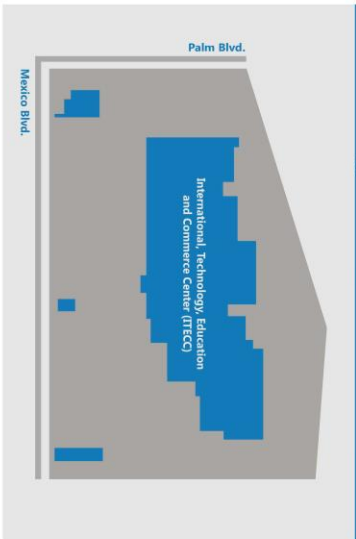 Palm Blvd.
Mexico Blvd.
International, Technology, Education
and Commerce Center (ITECC)